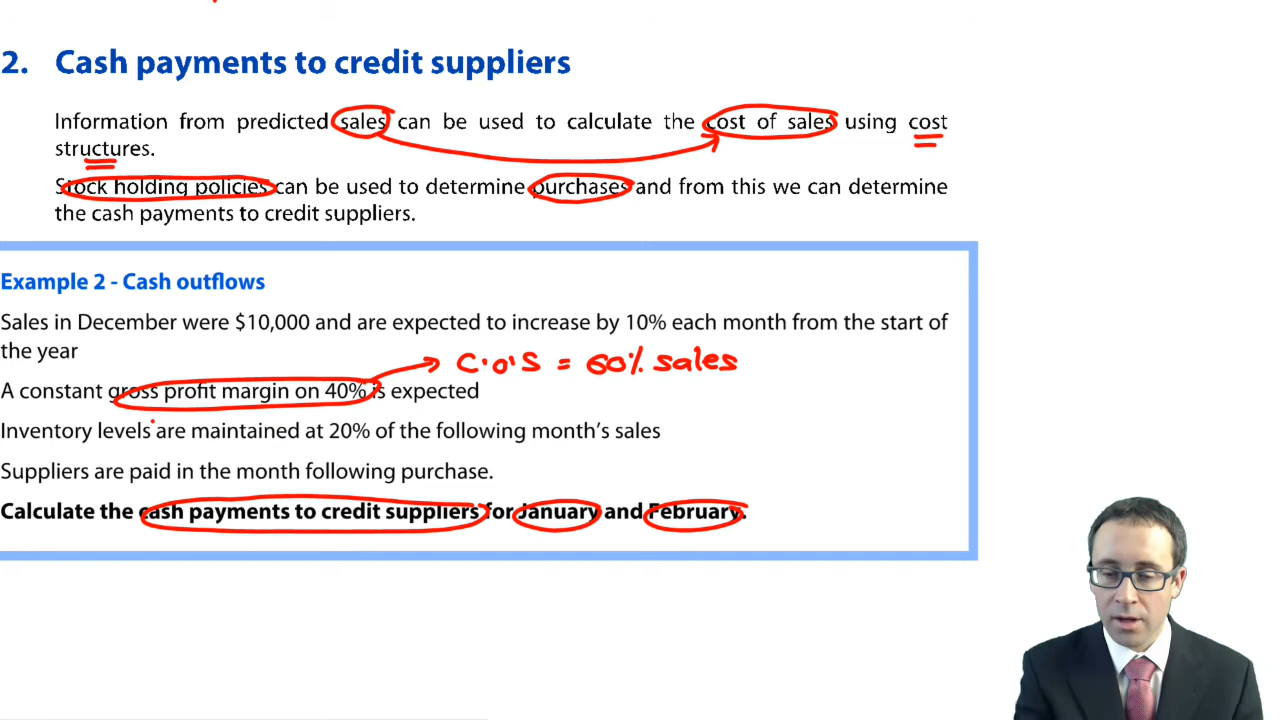 2. Cash payments to credit suppliers
Information from predicted sales can be used to calculate the cost of sales using cost
structures.
Stock holding policies can be used to determine purchases and from this we can determine
the cash payments to credit suppliers.
Example 2 - Cash outflows
Sales in December were $10,000 and are expected to increase by 10% each month from the start of
the year
C.O.S = 60% sales
A constant gross profit margin on 40% is expected
Inventory levels are maintained at 20% of the following month's sales
Suppliers are paid in the month following purchase.
Calculate the cash payments to credit suppliers for January and February.